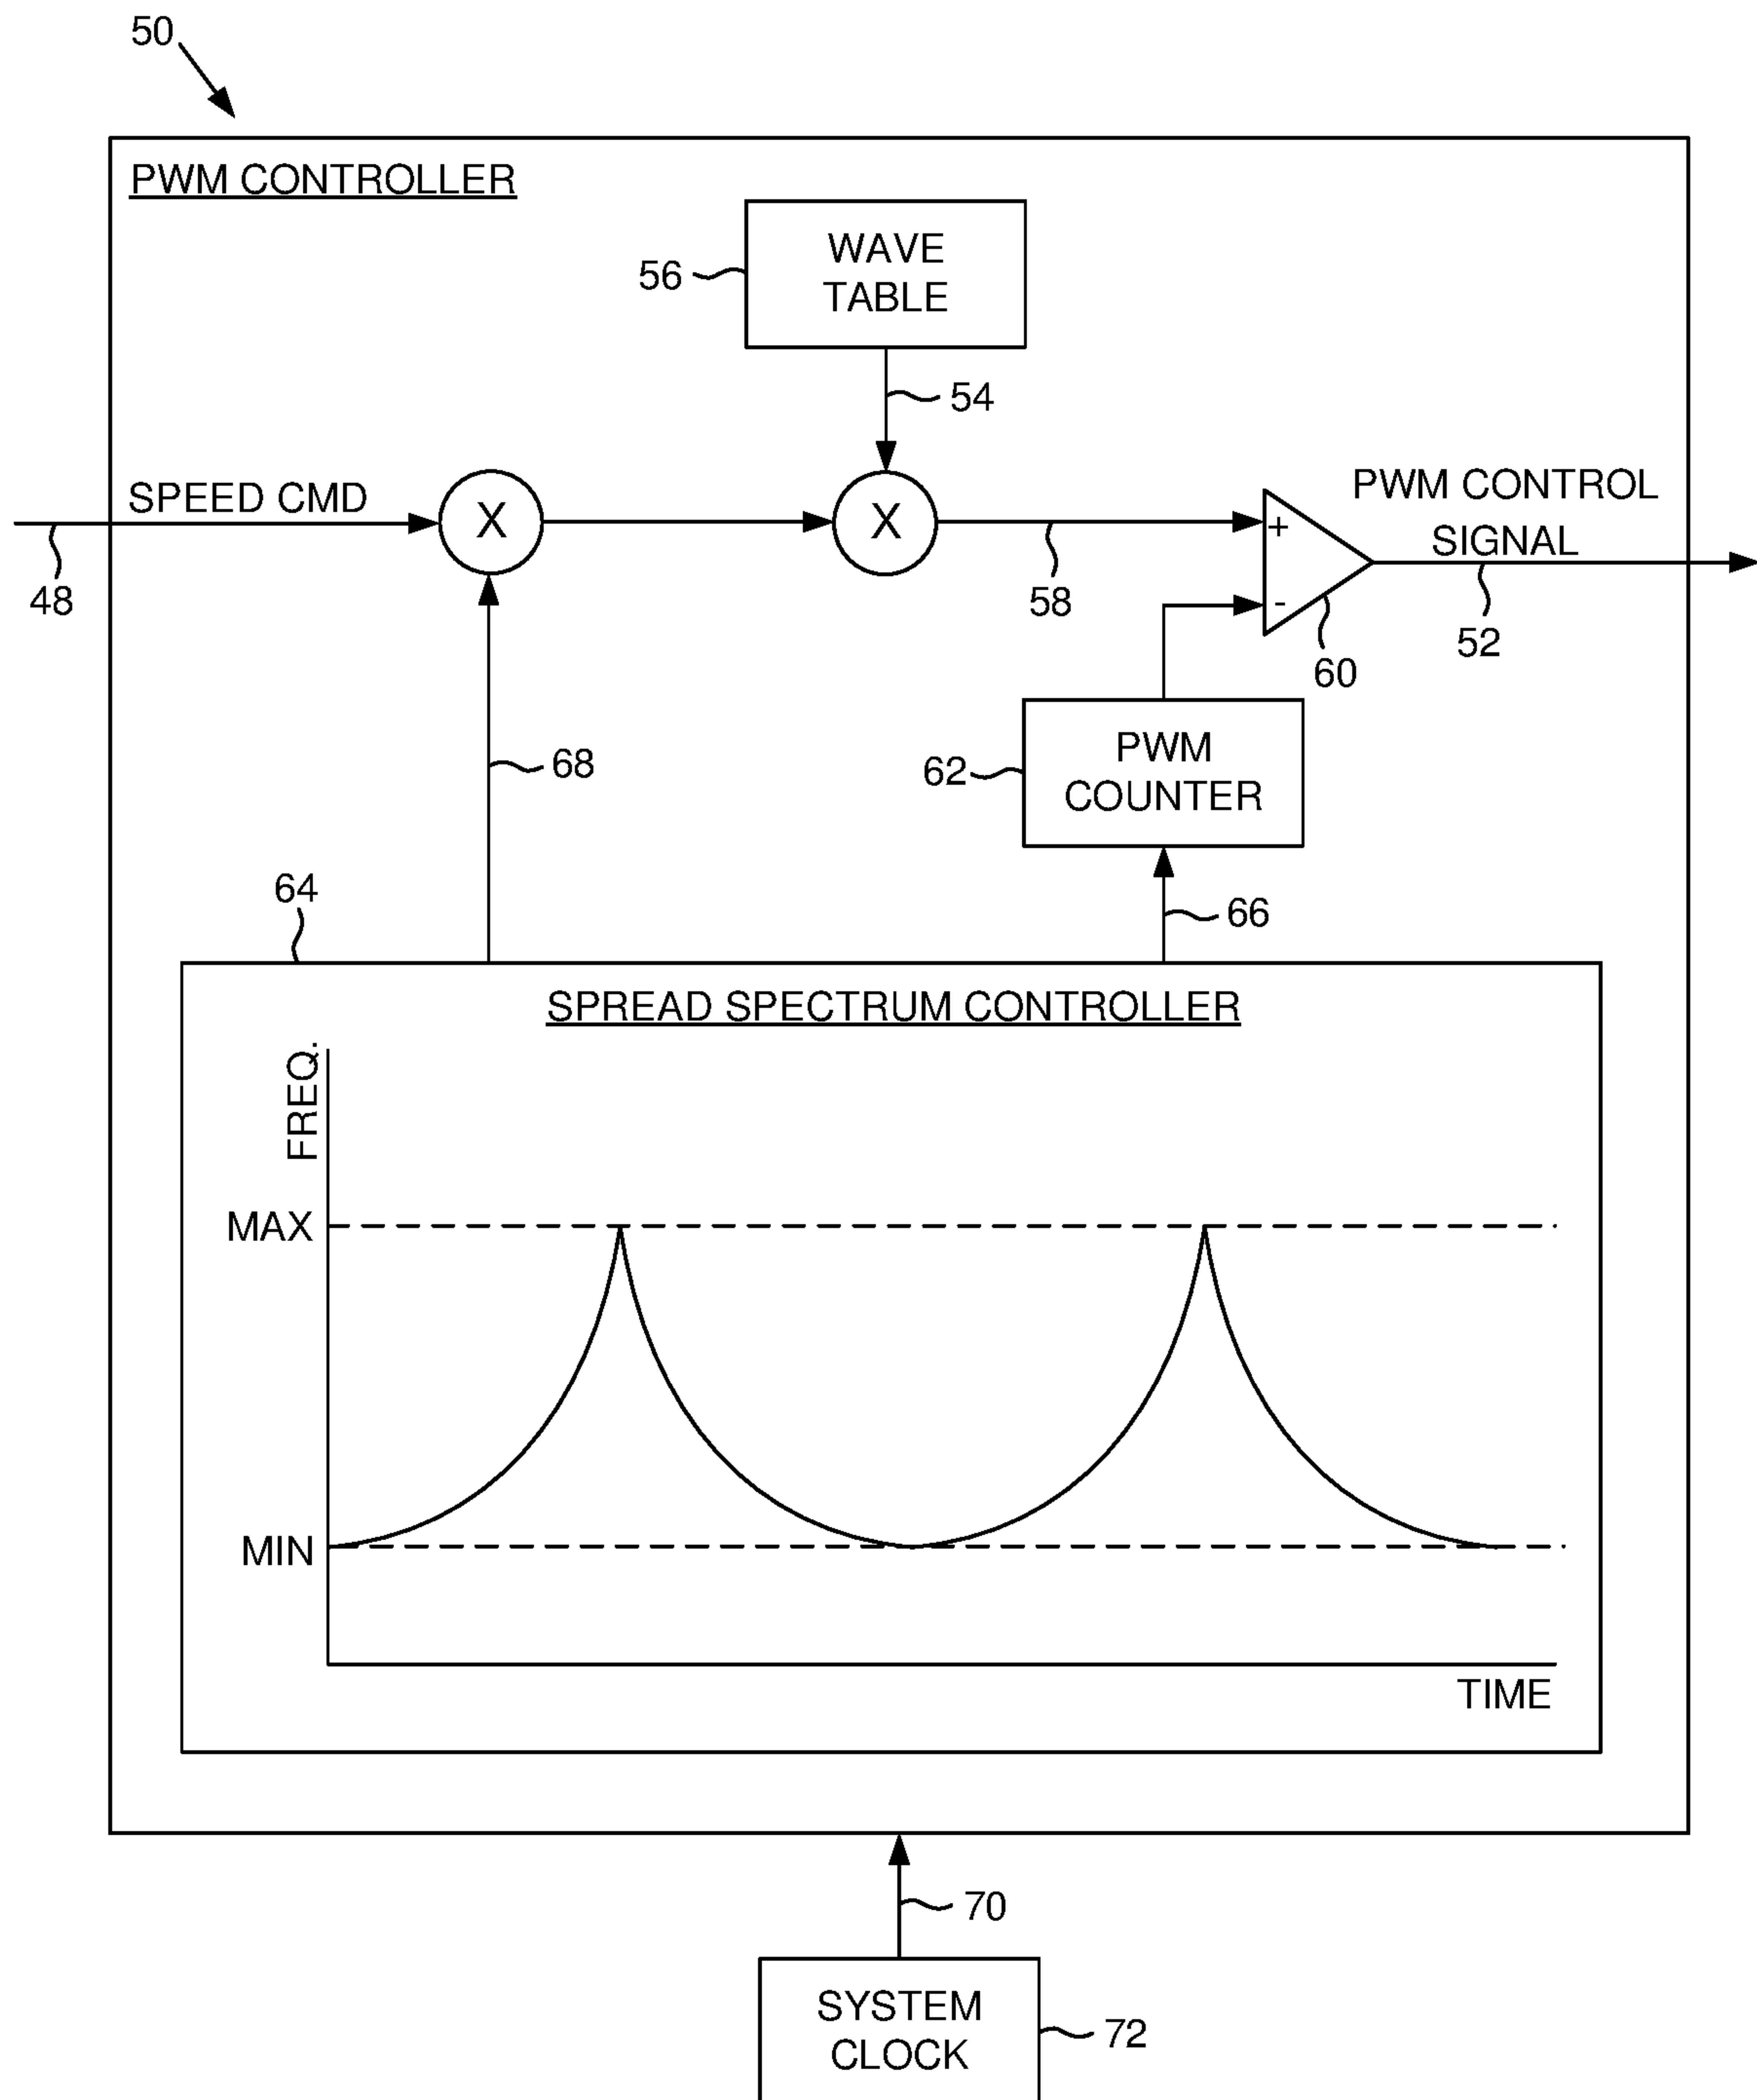 50
PWM CONTROLLER
WAVE
TABLE
56
54
SPEED CMD
X
X
PWM CONTROL
SIGNAL
+
-
48
58
52
60
68
PWM
COUNTER
62
64
66
SPREAD SPECTRUM CONTROLLER
FREQ.
MAX
MIN
TIME
70
SYSTEM
CLOCK
72